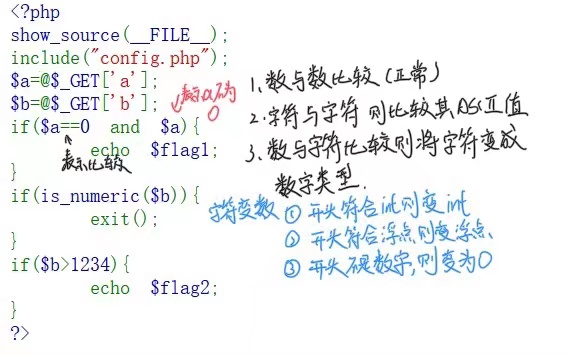 <?php
show_source(__FILE__);
include("config.php");
$a=@$_GET['a'];
$b=@$_GET['b'];
表示a不为0
if($a==0 and $a){
表示比较
echo $flag1;
}
if(is_numeric($b)){
exit();
}
if($b>1234){
echo $flag2;
}
?>
1. 数与数比较(正常)
2. 字符与字符 则比较其ASCII值
3. 数与字符比较则将字符变成
数字类型.
字符变数 ① 开头符合int则变int
② 开头符合浮点则变浮点、
③ 开头不是数字,则变为0